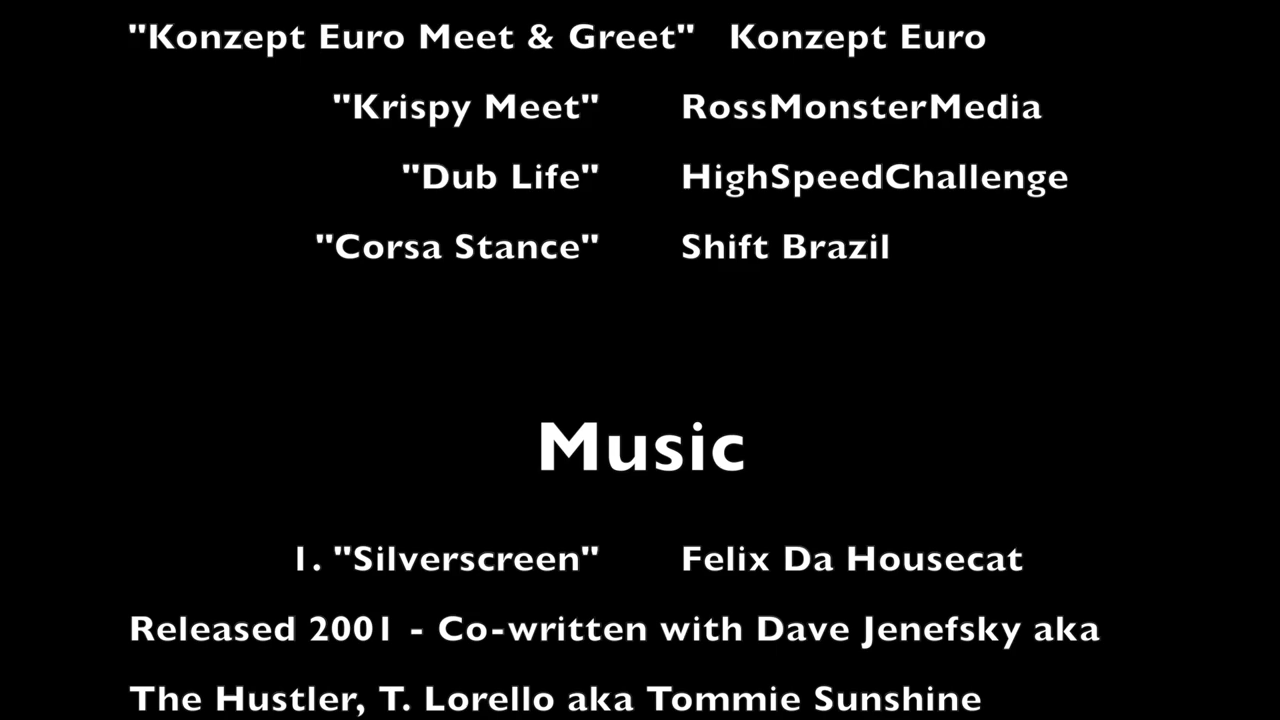 "Konzept Euro Meet & Greet" Konzept Euro
"Krispy Meet" RossMonsterMedia
"Dub Life" HighSpeedChallenge
"Corsa Stance" Shift Brazil
Music
1. "Silverscreen" Felix Da Housecat
Released 2001 - Co-written with Dave Jenefsky aka
The Hustler, T. Lorello aka Tommie Sunshine